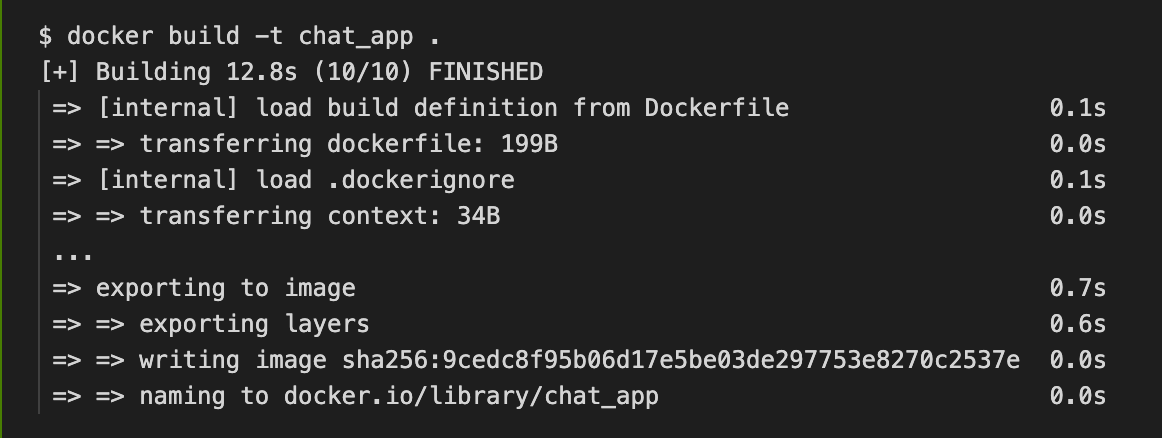 $ docker build -t chat_app .
[+] Building 12.8s (10/10) FINISHED
=> [internal] load build definition from Dockerfile 0.1s
=> => transferring dockerfile: 199B 0.0s
=> [internal] load .dockerignore 0.1s
=> => transferring context: 34B 0.0s
...
=> exporting to image 0.7s
=> => exporting layers 0.6s
=> => writing image sha256:9cedc8f95b06d17e5be03de297753e8270c2537e 0.0s
=> => naming to docker.io/library/chat_app 0.0s